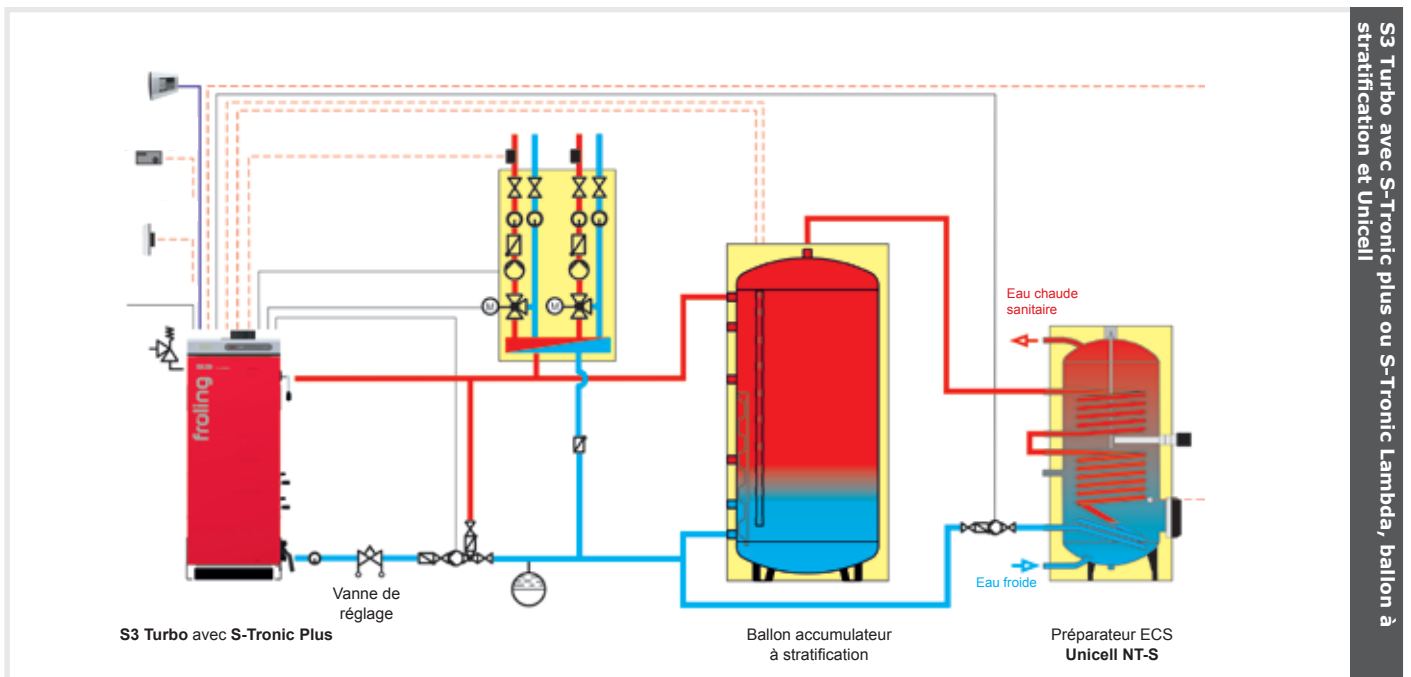 S3 Turbo avec S-Tronic plus ou S-Tronic Lambda, ballon à
stratification et Unicell
froling
M
M
Eau chaude
sanitaire
Eau froide
Vanne de
réglage
S3 Turbo avec S-Tronic Plus
Ballon accumulateur
à stratification
Préparateur ECS
Unicell NT-S